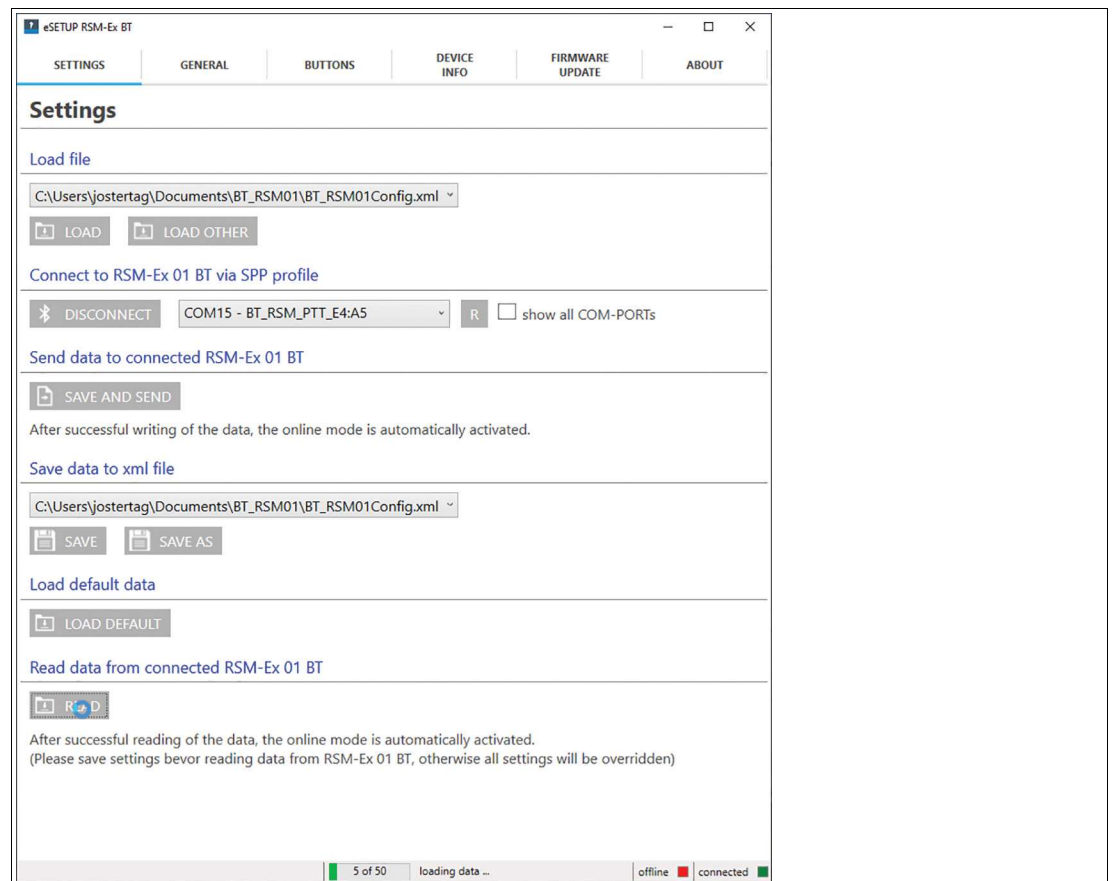 eSETUP RSM-Ex BT
SETTINGS GENERAL BUTTONS DEVICE INFO FIRMWARE UPDATE ABOUT
Settings
Load file
C:\Users\jostertag\Documents\BT_RSM01\BT_RSM01Config.xml
LOAD LOAD OTHER
Connect to RSM-Ex 01 BT via SPP profile
DISCONNECT COM15 - BT_RSM_PTT_E4:A5 R show all COM-PORTs
Send data to connected RSM-Ex 01 BT
SAVE AND SEND
After successful writing of the data, the online mode is automatically activated.
Save data to xml file
C:\Users\jostertag\Documents\BT_RSM01\BT_RSM01Config.xml
SAVE SAVE AS
Load default data
LOAD DEFAULT
Read data from connected RSM-Ex 01 BT
READ
After successful reading of the data, the online mode is automatically activated.
(Please save settings bevor reading data from RSM-Ex 01 BT, otherwise all settings will be overridden)
5 of 50 loading data ... offline connected